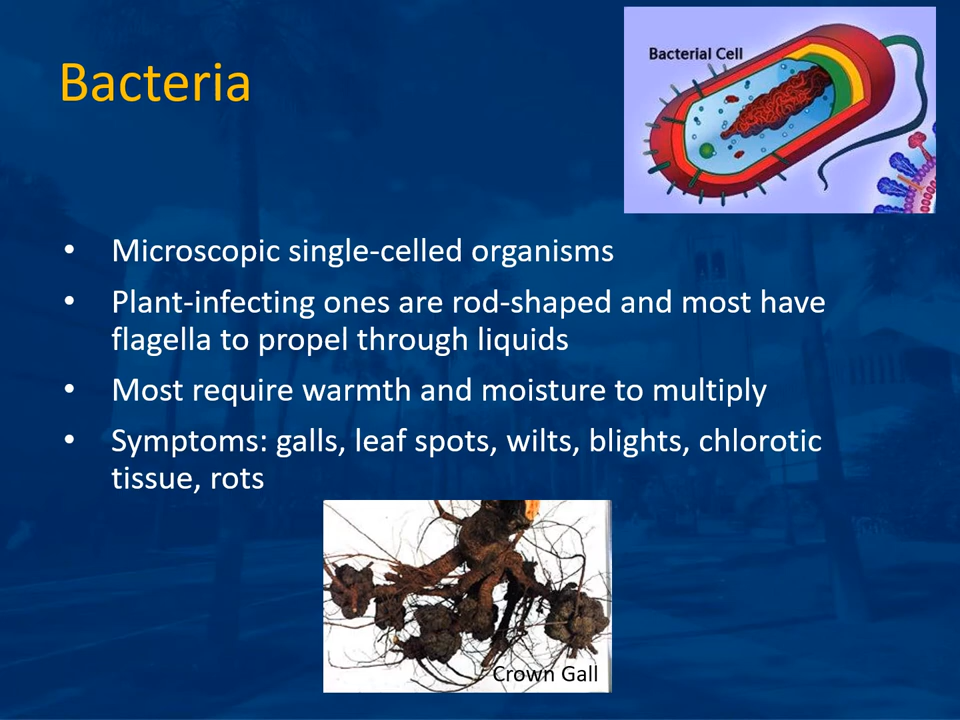 Bacteria
Bacterial Cell
• Microscopic single-celled organisms
• Plant-infecting ones are rod-shaped and most have
flagella to propel through liquids
• Most require warmth and moisture to multiply
• Symptoms: galls, leaf spots, wilts, blights, chlorotic
tissue, rots
Crown Gall